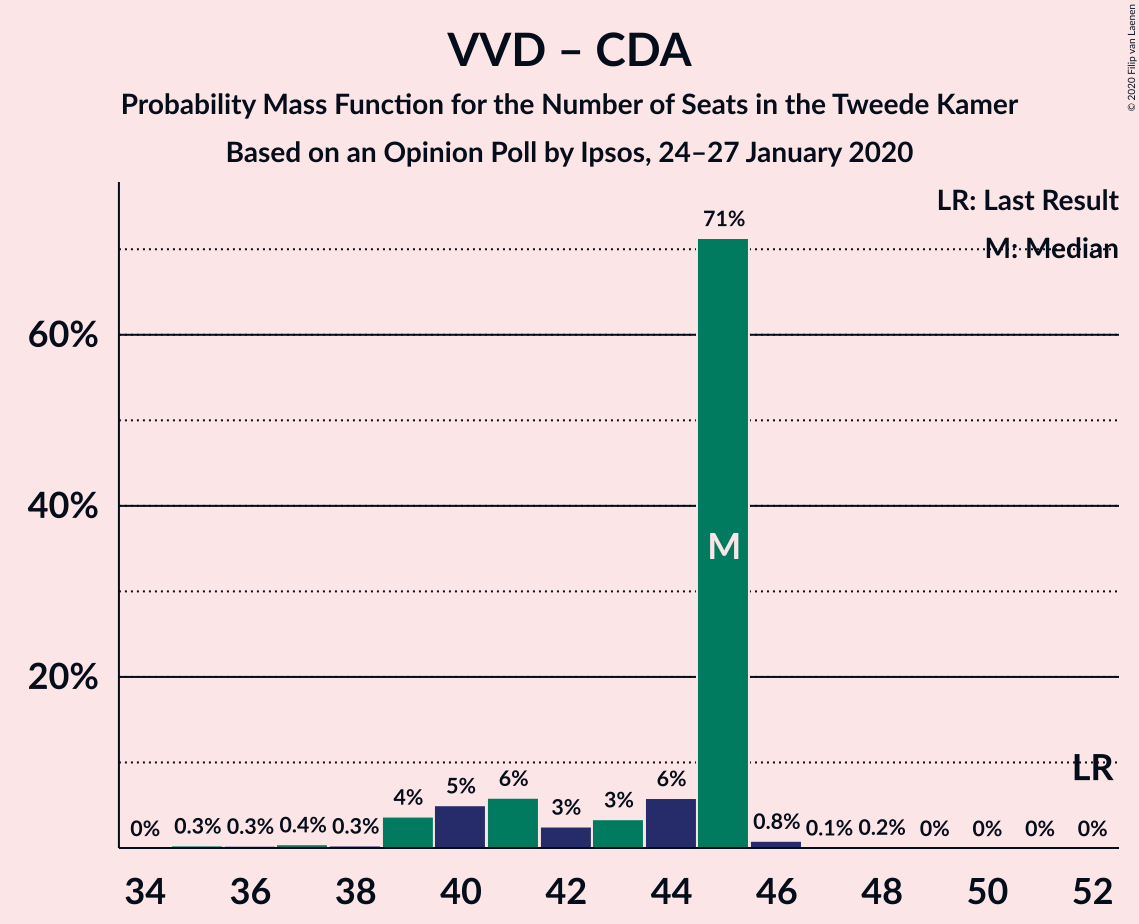 VVD – CDA
Probability Mass Function for the Number of Seats in the Tweede Kamer
Based on an Opinion Poll by Ipsos, 24–27 January 2020
© 2020 Filip van Laenen
LR: Last Result
M: Median
71%
60%
40%
M
20%
LR
0% 0.3% 0.3% 0.4% 0.3% 4% 5% 6% 3% 3% 6% 0.8% 0.1% 0.2% 0% 0% 0% 0%
34 36 38 40 42 44 46 48 50 52